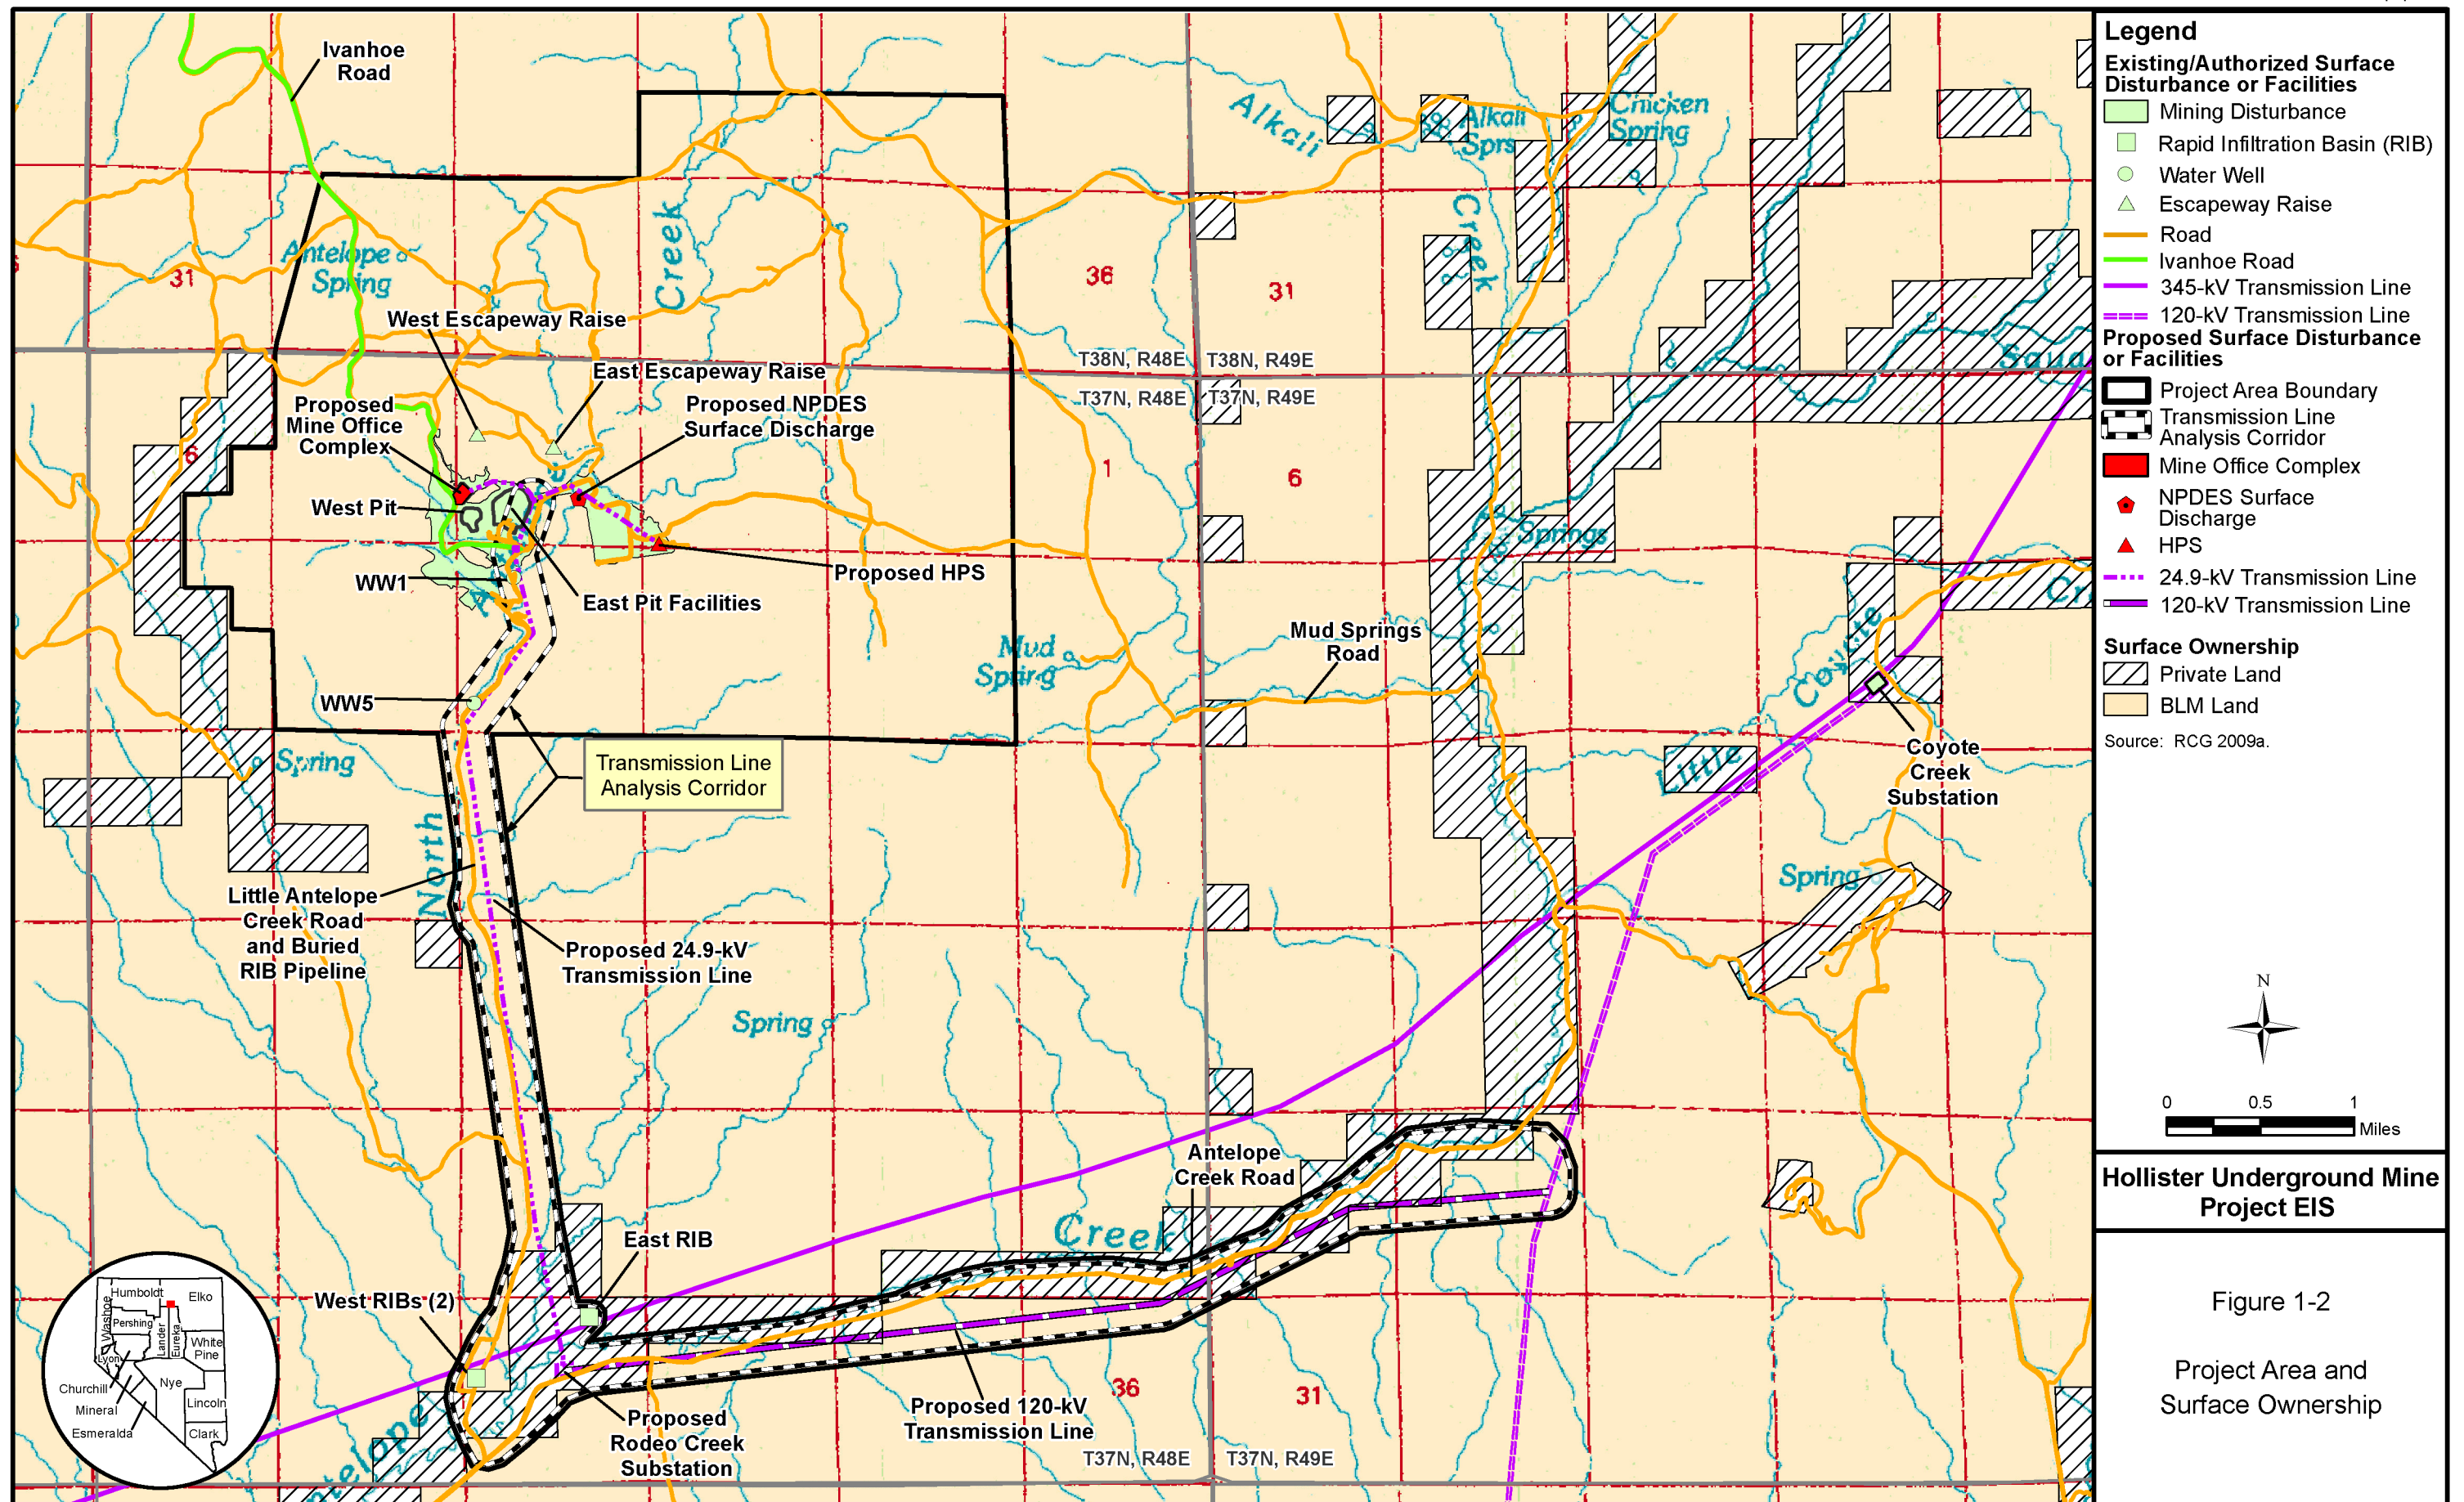 Ivanhoe
Road
Alkali
Alkali
Sprs
Chicken
Spring
Creek
Creek
Antelope
Spring
31
36
31
West Escapeway Raise
T38N, R48E
T38N, R49E
East Escapeway Raise
T37N, R48E
T37N, R49E
Proposed
Mine Office
Complex
Proposed NPDES
Surface Discharge
6
1
6
West Pit
Springs
WW1
Proposed HPS
East Pit Facilities
Mud
Spring
Mud Springs
Road
Coyote
Little
WW5
Spring
Transmission Line
Analysis Corridor
Coyote
Creek
Substation
North
Spring
Little Antelope
Creek Road
and Buried
RIB Pipeline
Proposed 24.9-kV
Transmission Line
Spring
Antelope
Creek Road
Creek
East RIB
West RIBs (2)
36
31
Proposed 120-kV
Transmission Line
Proposed
Rodeo Creek
Substation
T37N, R48E
T37N, R49E
Humboldt
Elko
Washoe
Pershing
Lander
Eureka
White
Pine
Lyon
Churchill
Nye
Mineral
Lincoln
Esmeralda
Clark
Legend
Existing/Authorized Surface
Disturbance or Facilities
Mining Disturbance
Rapid Infiltration Basin (RIB)
Water Well
Escapeway Raise
Road
Ivanhoe Road
345-kV Transmission Line
120-kV Transmission Line
Proposed Surface Disturbance
or Facilities
Project Area Boundary
Transmission Line
Analysis Corridor
Mine Office Complex
NPDES Surface
Discharge
HPS
24.9-kV Transmission Line
120-kV Transmission Line
Surface Ownership
Private Land
BLM Land
Source: RCG 2009a.
N
0 0.5 1
Miles
Hollister Underground Mine
Project EIS
Figure 1-2
Project Area and
Surface Ownership